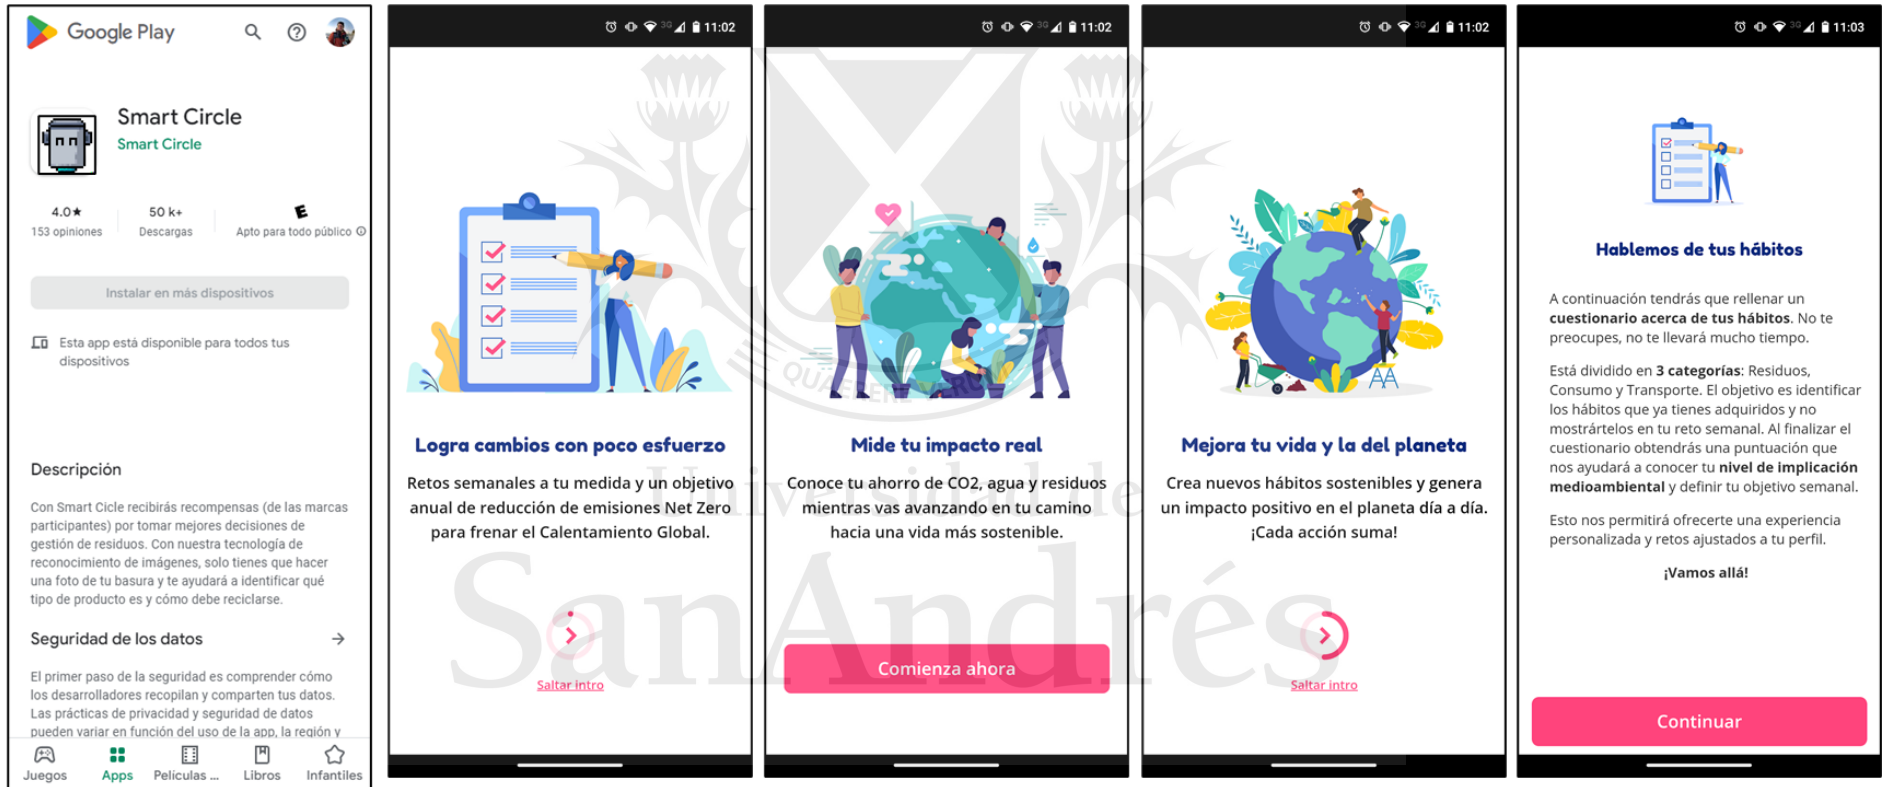 Google Play
Smart Circle
Smart Circle
4.0★
153 opiniones
50 k+
Descargas
E
Apto para todo público
Instalar en más dispositivos
Esta app está disponible para todos tus
dispositivos
Descripción
Con Smart Cicle recibirás recompensas (de las marcas
participantes) por tomar mejores decisiones de
gestión de residuos. Con nuestra tecnología de
reconocimiento de imágenes, solo tienes que hacer
una foto de tu basura y te ayudará a identificar qué
tipo de producto es y cómo debe reciclarse.
Seguridad de los datos
El primer paso de la seguridad es comprender cómo
los desarrolladores recopilan y comparten tus datos.
Las prácticas de privacidad y seguridad de datos
pueden variar en función del uso de la app, la región y
Juegos
Apps
Películas ...
Libros
Infantiles
3G 11:02
Logra cambios con poco esfuerzo
Retos semanales a tu medida y un objetivo
anual de reducción de emisiones Net Zero
para frenar el Calentamiento Global.
Saltar intro
3G 11:02
Mide tu impacto real
Conoce tu ahorro de CO2, agua y residuos
mientras vas avanzando en tu camino
hacia una vida más sostenible.
Comienza ahora
3G 11:02
Mejora tu vida y la del planeta
Crea nuevos hábitos sostenibles y genera
un impacto positivo en el planeta día a día.
¡Cada acción suma!
Saltar intro
3G 11:03
Hablemos de tus hábitos
A continuación tendrás que rellenar un
cuestionario acerca de tus hábitos. No te
preocupes, no te llevará mucho tiempo.
Está dividido en 3 categorías: Residuos,
Consumo y Transporte. El objetivo es identificar
los hábitos que ya tienes adquiridos y no
mostrártelos en tu reto semanal. Al finalizar el
cuestionario obtendrás una puntuación que
nos ayudará a conocer tu nivel de implicación
medioambiental y definir tu objetivo semanal.
Esto nos permitirá ofrecerte una experiencia
personalizada y retos ajustados a tu perfil.
¡Vamos allá!
Continuar
QUAERERE VERUM
Universidad de
SanAndrés